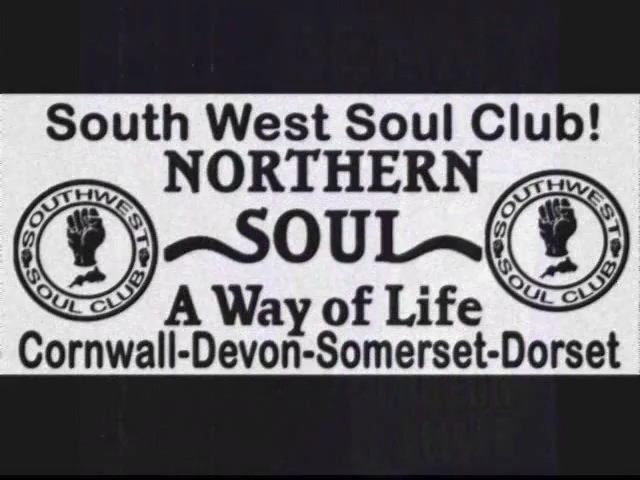 South West Soul Club!
NORTHERN
SOUL
A Way of Life
Cornwall-Devon-Somerset-Dorset
SOUTHWEST
SOUL CLUB
SOUTHWEST
SOUL CLUB